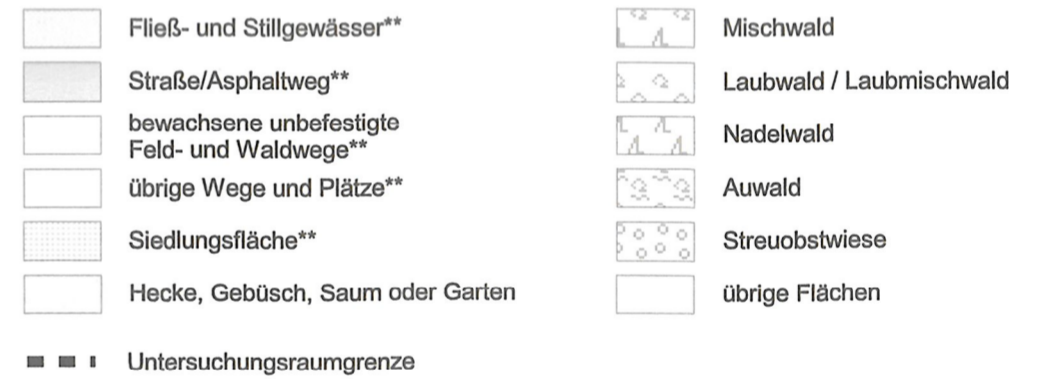 Fließ- und Stillgewässer**
Straße/Asphaltweg**
bewachsene unbefestigte
Feld- und Waldwege**
übrige Wege und Plätze**
Siedlungsfläche**
Hecke, Gebüsch, Saum oder Garten
Untersuchungsraumgrenze
Mischwald
Laubwald / Laubmischwald
Nadelwald
Auwald
Streuobstwiese
übrige Flächen